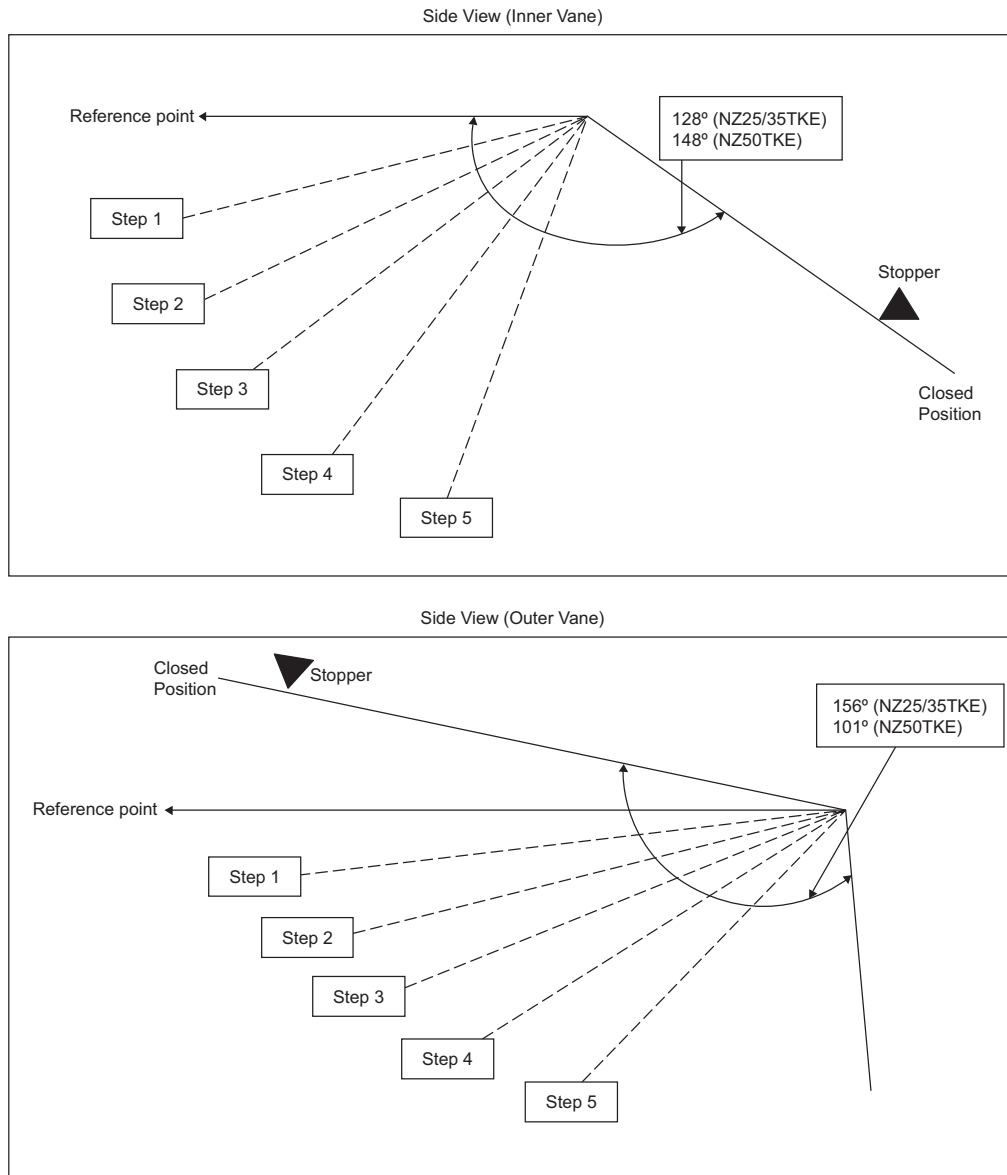 Side View (Inner Vane)
Reference point
128º (NZ25/35TKE)
148º (NZ50TKE)
Step 1
Step 2
Step 3
Step 4
Step 5
Stopper
Closed
Position
Side View (Outer Vane)
Closed
Position
Stopper
156º (NZ25/35TKE)
101º (NZ50TKE)
Reference point
Step 1
Step 2
Step 3
Step 4
Step 5